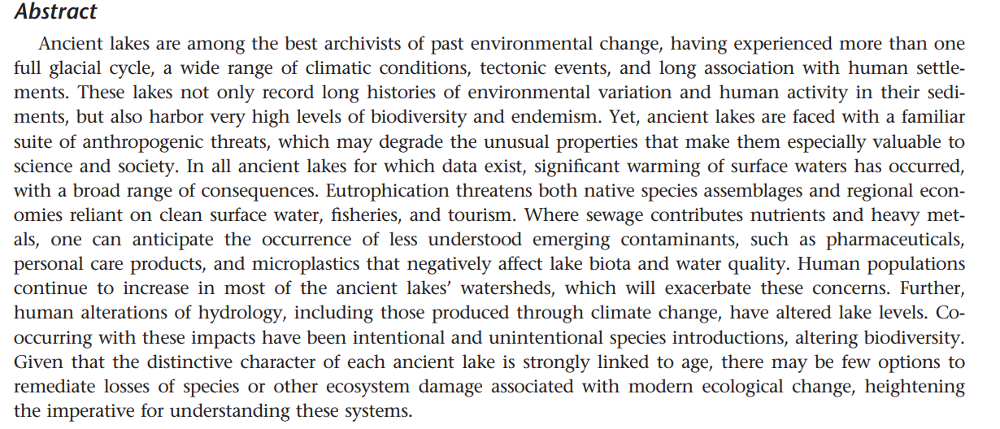 Abstract
Ancient lakes are among the best archivists of past environmental change, having experienced more than one
full glacial cycle, a wide range of climatic conditions, tectonic events, and long association with human settle-
ments. These lakes not only record long histories of environmental variation and human activity in their sedi-
ments, but also harbor very high levels of biodiversity and endemism. Yet, ancient lakes are faced with a familiar
suite of anthropogenic threats, which may degrade the unusual properties that make them especially valuable to
science and society. In all ancient lakes for which data exist, significant warming of surface waters has occurred,
with a broad range of consequences. Eutrophication threatens both native species assemblages and regional econ-
omies reliant on clean surface water, fisheries, and tourism. Where sewage contributes nutrients and heavy met-
als, one can anticipate the occurrence of less understood emerging contaminants, such as pharmaceuticals,
personal care products, and microplastics that negatively affect lake biota and water quality. Human populations
continue to increase in most of the ancient lakes’ watersheds, which will exacerbate these concerns. Further,
human alterations of hydrology, including those produced through climate change, have altered lake levels. Co-
occurring with these impacts have been intentional and unintentional species introductions, altering biodiversity.
Given that the distinctive character of each ancient lake is strongly linked to age, there may be few options to
remediate losses of species or other ecosystem damage associated with modern ecological change, heightening
the imperative for understanding these systems.